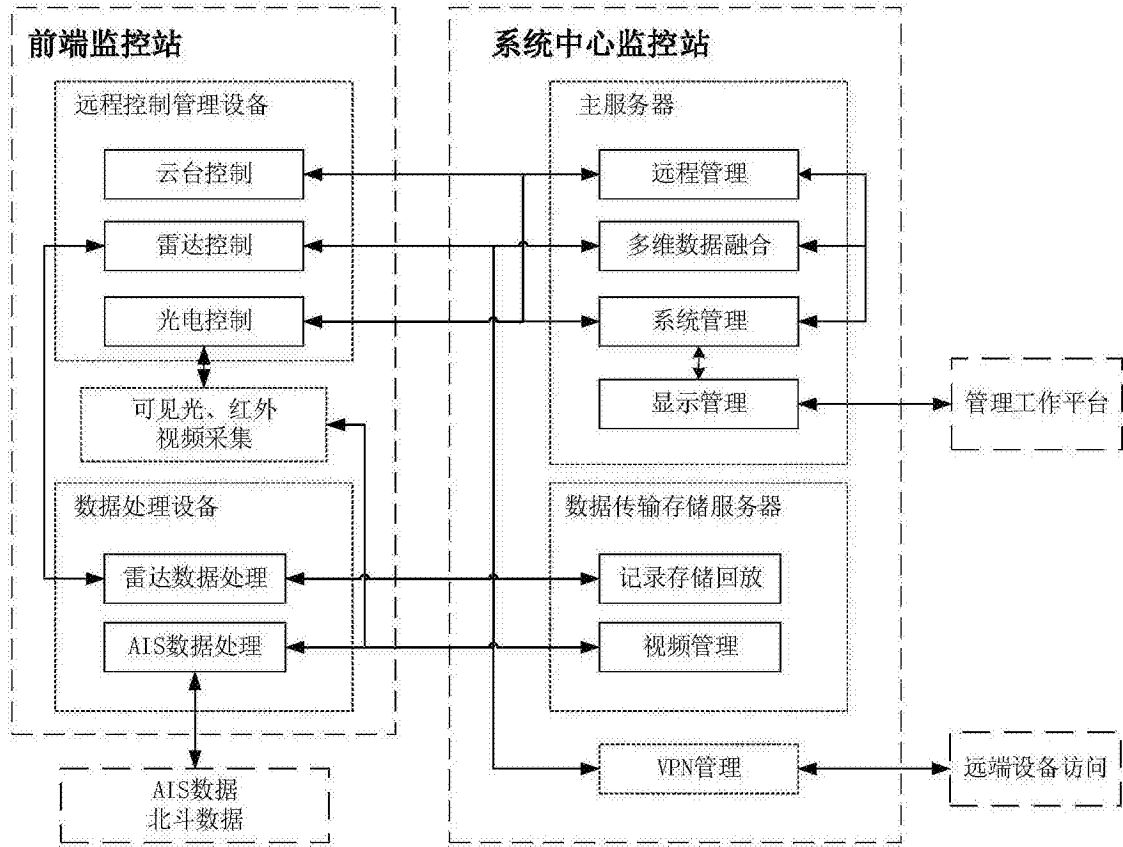 前端监控站
远程控制管理设备
云台控制
雷达控制
光电控制
可见光、红外
视频采集
数据处理设备
雷达数据处理
AIS数据处理
AIS数据
北斗数据
系统中心监控站
主服务器
远程管理
多维数据融合
系统管理
显示管理
数据传输存储服务器
记录存储回放
视频管理
VPN管理
管理工作平台
远端设备访问